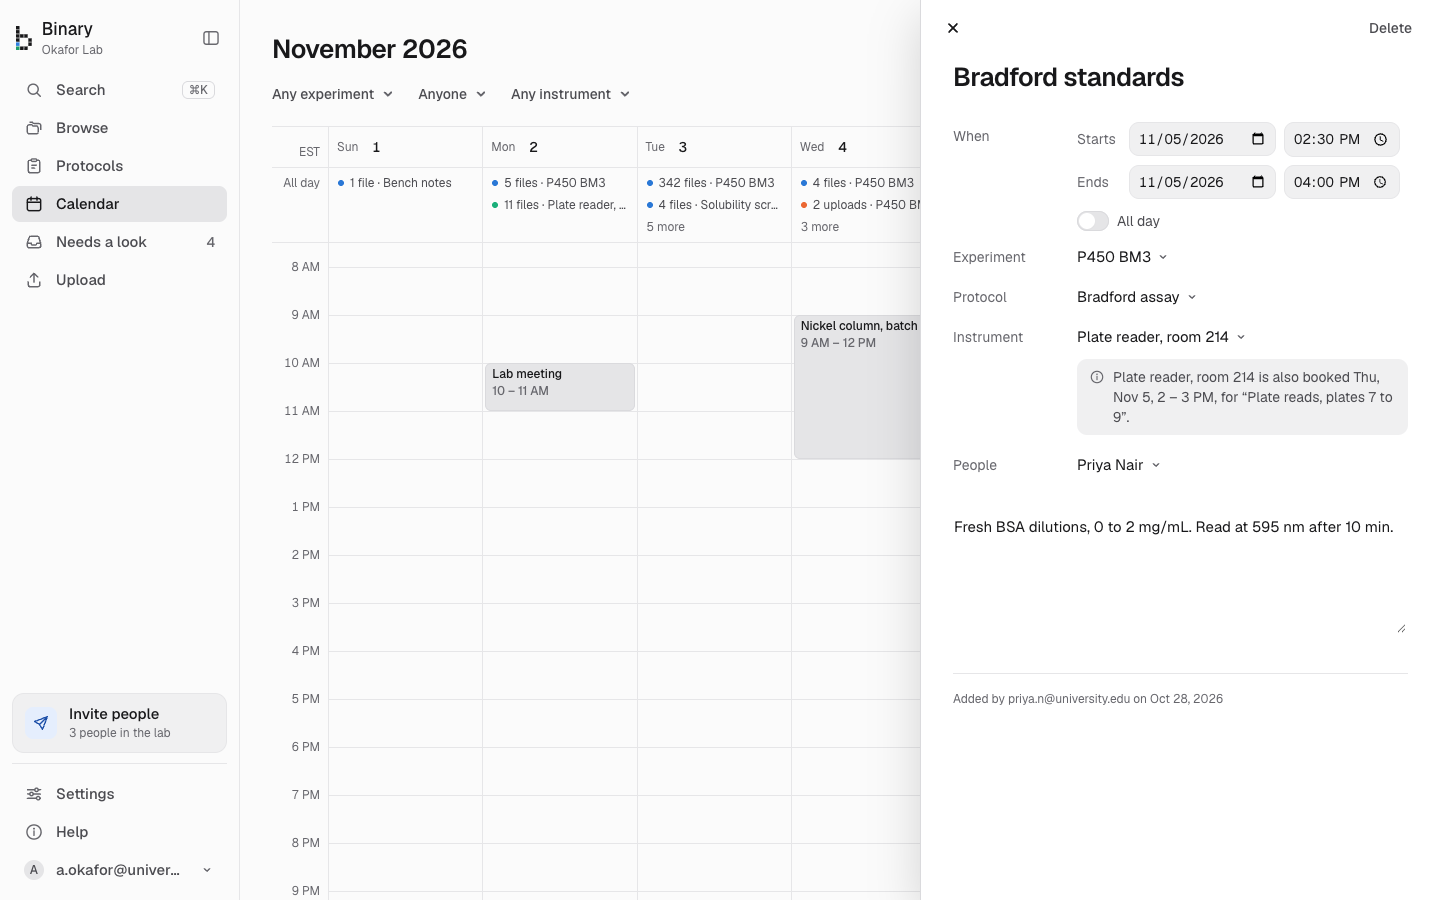 Binary
Okafor Lab
Search ⌘K
Browse
Protocols
Calendar
Needs a look 4
Upload
Invite people
3 people in the lab
Settings
Help
A a.okafor@univer...
November 2026
Any experiment
Anyone
Any instrument
EST
Sun 1
Mon 2
Tue 3
Wed 4
All day
1 file · Bench notes
5 files · P450 BM3
11 files · Plate reader, ...
342 files · P450 BM3
4 files · Solubility scr...
5 more
4 files · P450 BM3
2 uploads · P450 BM
3 more
8 AM
9 AM
10 AM
11 AM
12 PM
1 PM
2 PM
3 PM
4 PM
5 PM
6 PM
7 PM
8 PM
9 PM
Lab meeting
10 – 11 AM
Nickel column, batch
9 AM – 12 PM
Delete
Bradford standards
When
Starts 11/05/2026 02:30 PM
Ends 11/05/2026 04:00 PM
All day
Experiment P450 BM3
Protocol Bradford assay
Instrument Plate reader, room 214
Plate reader, room 214 is also booked Thu,
Nov 5, 2 – 3 PM, for “Plate reads, plates 7 to
9”.
People Priya Nair
Fresh BSA dilutions, 0 to 2 mg/mL. Read at 595 nm after 10 min.
Added by priya.n@university.edu on Oct 28, 2026